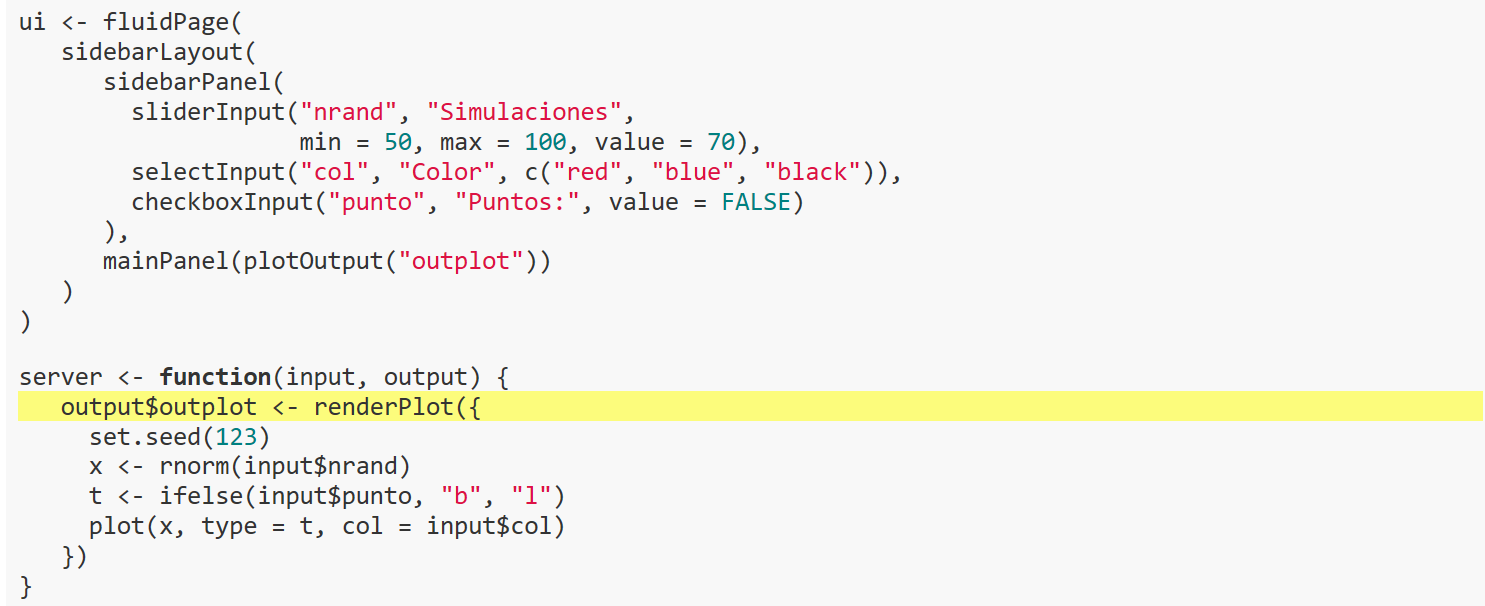 ui <- fluidPage(
   sidebarLayout(
      sidebarPanel(
        sliderInput("nrand", "Simulaciones",
                    min = 50, max = 100, value = 70),
        selectInput("col", "Color", c("red", "blue", "black")),
        checkboxInput("punto", "Puntos:", value = FALSE)
      ),
      mainPanel(plotOutput("outplot"))
   )
)

server <- function(input, output) {
   output$outplot <- renderPlot({
     set.seed(123)
     x <- rnorm(input$nrand)
     t <- ifelse(input$punto, "b", "l")
     plot(x, type = t, col = input$col)
   })
}